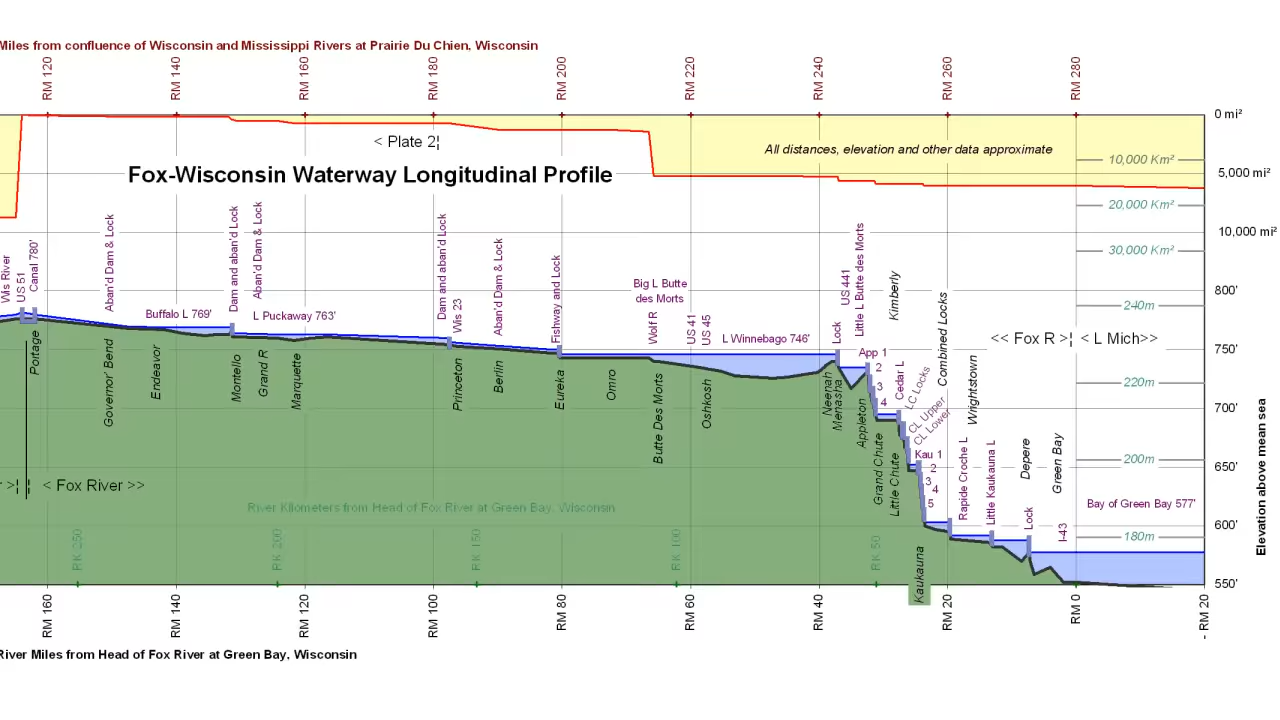 Miles from confluence of Wisconsin and Mississippi Rivers at Prairie Du Chien, Wisconsin
RM 120
RM 140
RM 160
RM 180
RM 200
RM 220
RM 240
RM 260
RM 280
0 mi²
5,000 mi²
10,000 mi²
10,000 Km²
20,000 Km²
30,000 Km²
< Plate 2¦
All distances, elevation and other data approximate
Fox-Wisconsin Waterway Longitudinal Profile
Wis River
US 51
Canal 780'
Aban'd Dam & Lock
Buffalo L 769'
Dam and aban'd Lock
Aban'd Dam & Lock
L Puckaway 763'
Dam and aban'd Lock
Wis 23
Aban'd Dam & Lock
Fishway and Lock
Big L Butte
des Morts
Wolf R
US 41
US 45
L Winnebago 746'
Lock
US 441
Little L Butte des Morts
App 1
2
3
4
Cedar L
LC Locks
CL Upper
CL Lower
Kau 1
2
3
4
5
Rapide Croche L
Little Kaukauna L
Lock
I-43
Bay of Green Bay 577'
Portage
Governor' Bend
Endeavor
Montello
Grand R
Marquette
Princeton
Berlin
Eureka
Omro
Butte Des Morts
Oshkosh
Neenah
Menasha
Appleton
Grand Chute
Little Chute
Kimberly
Combined Locks
Kaukauna
Wrightstown
Depere
Green Bay
<< Fox R >¦ < L Mich>>
r >¦ ¦ < Fox River >>
800'
750'
700'
650'
600'
550'
240m
220m
200m
180m
Elevation above mean sea
River Kilometers from Head of Fox River at Green Bay, Wisconsin
RK 250
RK 200
RK 150
RK 100
RK 50
RM 160
RM 140
RM 120
RM 100
RM 80
RM 60
RM 40
RM 20
RM 0
- RM 20
River Miles from Head of Fox River at Green Bay, Wisconsin